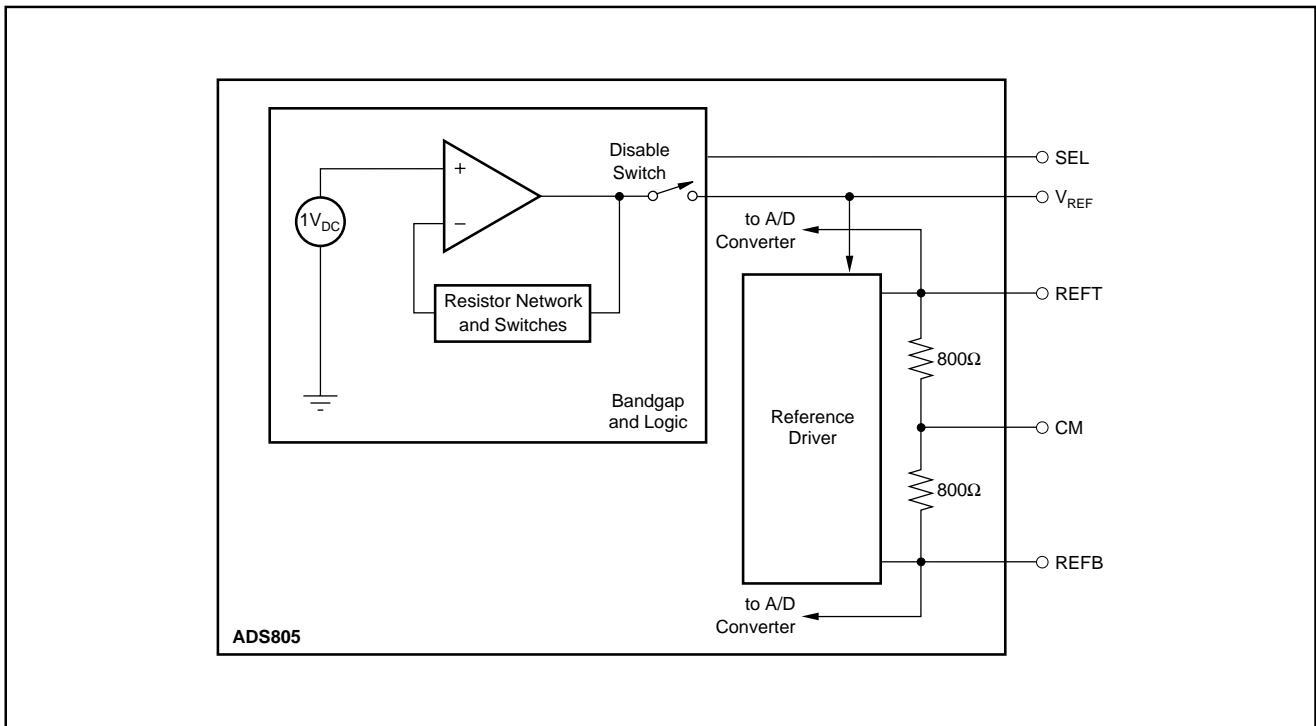 Disable
Switch
SEL
+
V_REF
1V_DC
–
to A/D
Converter
REFT
Resistor Network
and Switches
800Ω
Bandgap
and Logic
Reference
Driver
CM
800Ω
REFB
to A/D
Converter
ADS805